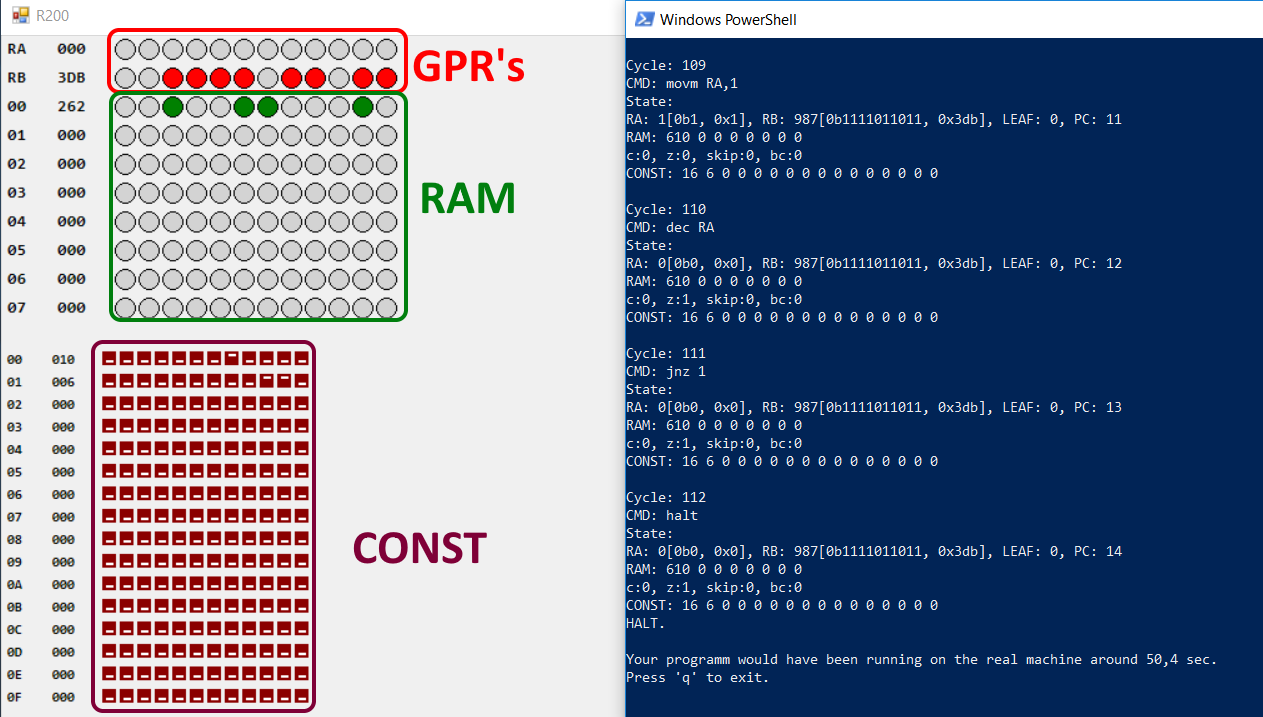 R200
RA 000
RB 3DB
GPR's
00 262
01 000
02 000
03 000
RAM
04 000
05 000
06 000
07 000
00 010
01 006
02 000
03 000
04 000
05 000
06 000
07 000
08 000
CONST
09 000
0A 000
0B 000
0C 000
0D 000
0E 000
0F 000
Windows PowerShell
Cycle: 109
CMD: movm RA,1
State:
RA: 1[0b1, 0x1], RB: 987[0b1111011011, 0x3db], LEAF: 0, PC: 11
RAM: 610 0 0 0 0 0 0 0
c:0, z:0, skip:0, bc:0
CONST: 16 6 0 0 0 0 0 0 0 0 0 0 0 0 0 0
Cycle: 110
CMD: dec RA
State:
RA: 0[0b0, 0x0], RB: 987[0b1111011011, 0x3db], LEAF: 0, PC: 12
RAM: 610 0 0 0 0 0 0 0
c:0, z:1, skip:0, bc:0
CONST: 16 6 0 0 0 0 0 0 0 0 0 0 0 0 0 0
Cycle: 111
CMD: jnz 1
State:
RA: 0[0b0, 0x0], RB: 987[0b1111011011, 0x3db], LEAF: 0, PC: 13
RAM: 610 0 0 0 0 0 0 0
c:0, z:1, skip:0, bc:0
CONST: 16 6 0 0 0 0 0 0 0 0 0 0 0 0 0 0
Cycle: 112
CMD: halt
State:
RA: 0[0b0, 0x0], RB: 987[0b1111011011, 0x3db], LEAF: 0, PC: 14
RAM: 610 0 0 0 0 0 0 0
c:0, z:1, skip:0, bc:0
CONST: 16 6 0 0 0 0 0 0 0 0 0 0 0 0 0 0
HALT.
Your programm would have been running on the real machine around 50,4 sec.
Press 'q' to exit.